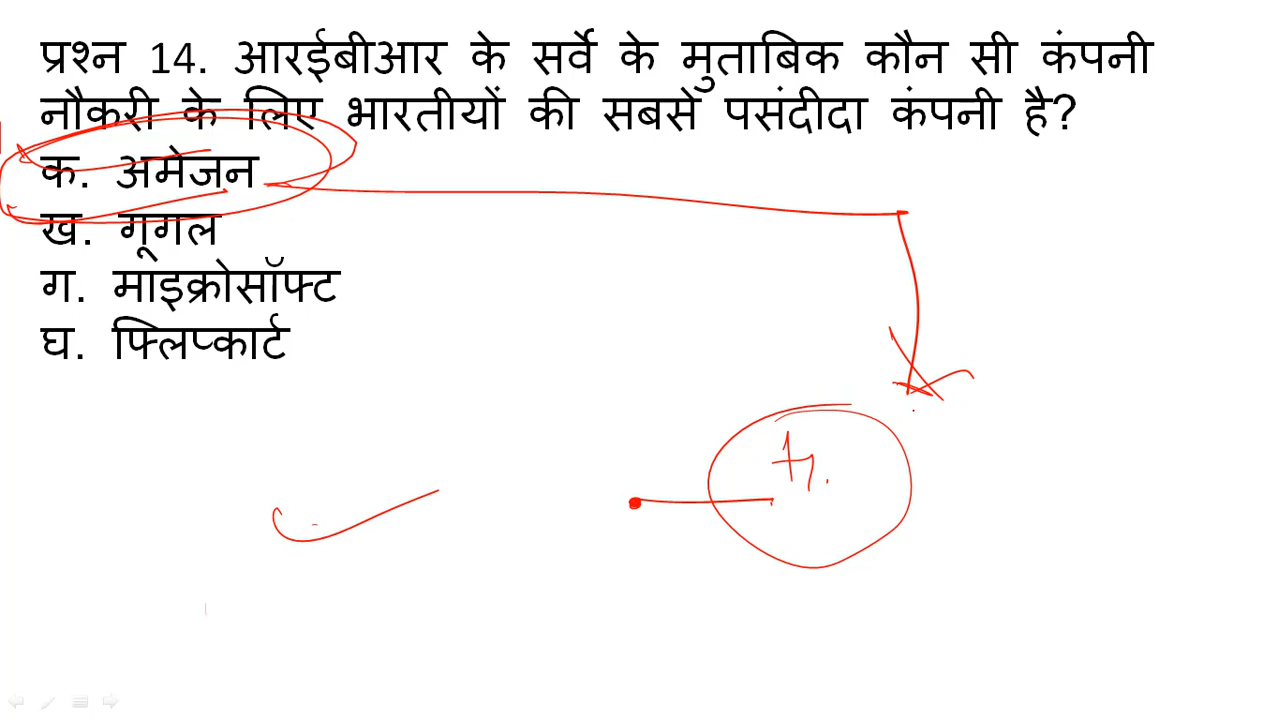 प्रश्न 14. आरईबीआर के सर्वे के मुताबिक कौन सी कंपनी
नौकरी के लिए भारतीयों की सबसे पसंदीदा कंपनी है?
क. अमेजन
ख. गूगल
ग. माइक्रोसॉफ्ट
घ. फ्लिप्कार्ट